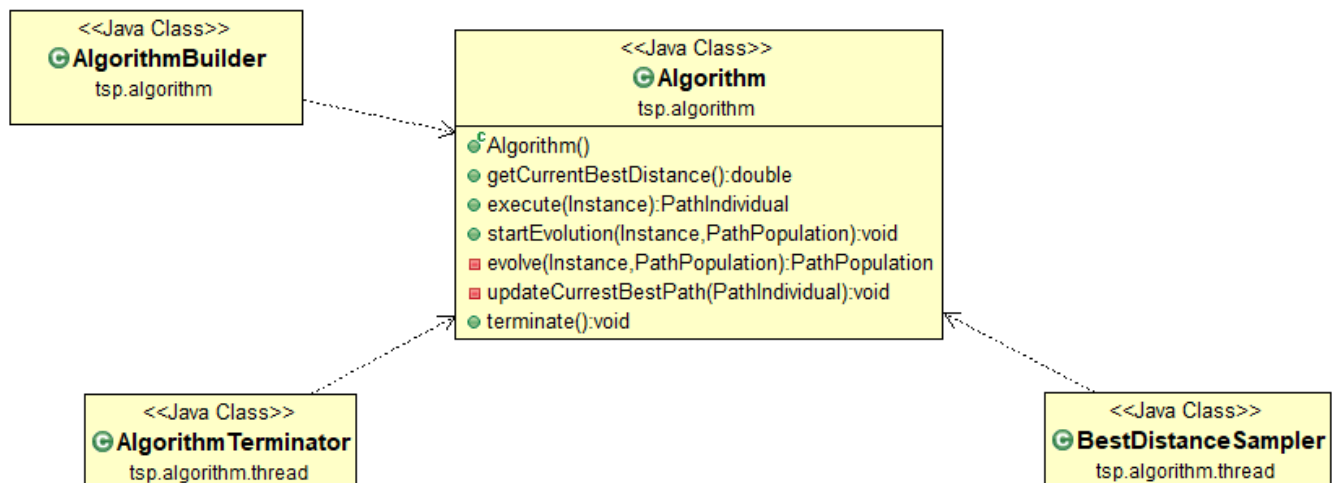 <<Java Class>>
AlgorithmBuilder
tsp.algorithm
<<Java Class>>
Algorithm
tsp.algorithm
Algorithm()
getCurrentBestDistance():double
execute(Instance):PathIndividual
startEvolution(Instance,PathPopulation):void
evolve(Instance,PathPopulation):PathPopulation
updateCurrestBestPath(PathIndividual):void
terminate():void
<<Java Class>>
AlgorithmTerminator
tsp.algorithm.thread
<<Java Class>>
BestDistanceSampler
tsp.algorithm.thread